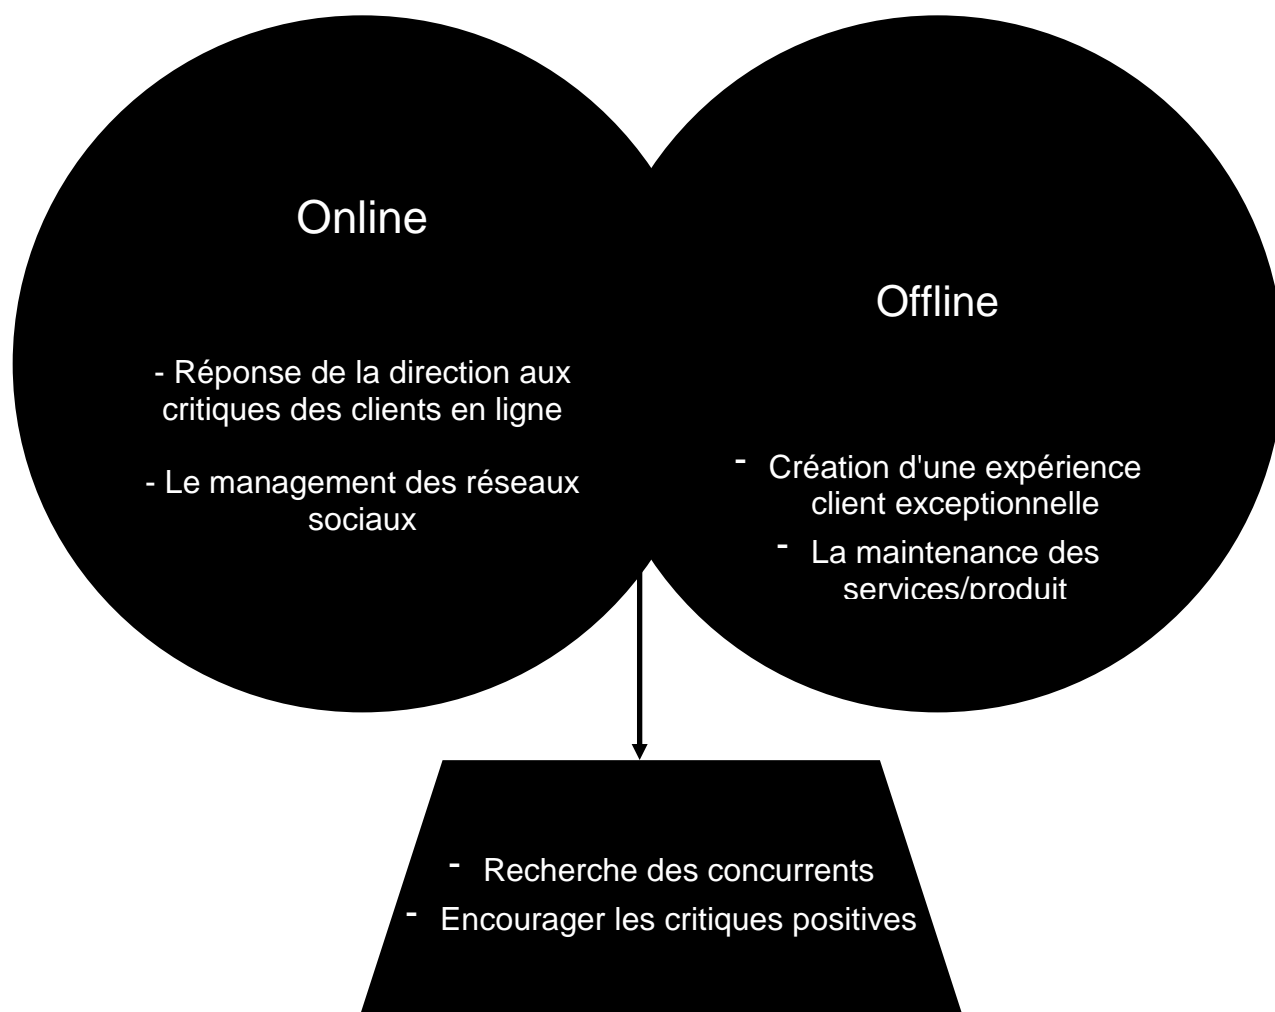 Online
- Réponse de la direction aux
critiques des clients en ligne
- Le management des réseaux
sociaux
Offline
- Création d'une expérience
client exceptionnelle
- La maintenance des
services/produit
- Recherche des concurrents
- Encourager les critiques positives